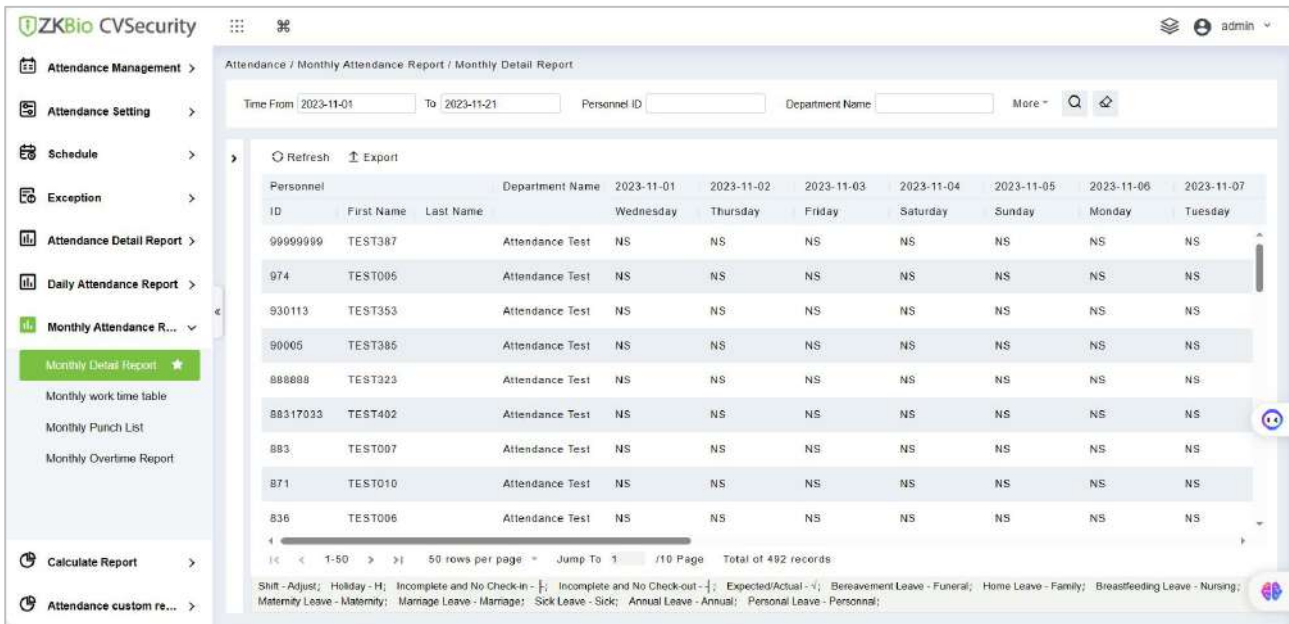 ZKBio CVSecurity
admin
Attendance Management
Attendance / Monthly Attendance Report / Monthly Detail Report
Attendance Setting
Time From 2023-11-01 To 2023-11-21 Personnel ID Department Name More
Schedule
Refresh Export
Exception
Personnel Department Name 2023-11-01 2023-11-02 2023-11-03 2023-11-04 2023-11-05 2023-11-06 2023-11-07
ID First Name Last Name Wednesday Thursday Friday Saturday Sunday Monday Tuesday
Attendance Detail Report
99999999 TEST387 Attendance Test NS NS NS NS NS NS NS
Daily Attendance Report
974 TEST005 Attendance Test NS NS NS NS NS NS NS
Monthly Attendance R...
930113 TEST353 Attendance Test NS NS NS NS NS NS NS
Monthly Detail Report
90005 TEST385 Attendance Test NS NS NS NS NS NS NS
Monthly work time table
888888 TEST323 Attendance Test NS NS NS NS NS NS NS
Monthly Punch List
88317033 TEST402 Attendance Test NS NS NS NS NS NS NS
Monthly Overtime Report
883 TEST007 Attendance Test NS NS NS NS NS NS NS
871 TEST010 Attendance Test NS NS NS NS NS NS NS
836 TEST006 Attendance Test NS NS NS NS NS NS NS
Calculate Report
1-50 50 rows per page Jump To 1 /10 Page Total of 492 records
Attendance custom re...
Shift - Adjust; Holiday - H; Incomplete and No Check-in - ├; Incomplete and No Check-out - ┤; Expected/Actual - √; Bereavement Leave - Funeral; Home Leave - Family; Breastfeeding Leave - Nursing;
Maternity Leave - Maternity; Marriage Leave - Marriage; Sick Leave - Sick; Annual Leave - Annual; Personal Leave - Personnal;